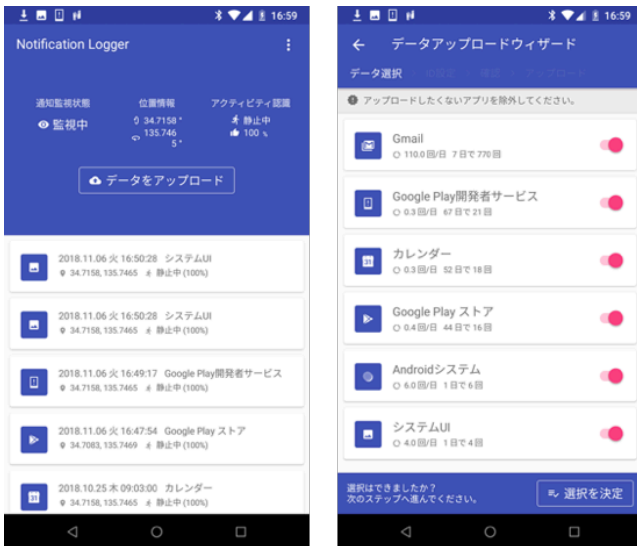 16:59
Notification Logger
通知監視状態
位置情報
アクティビティ認識
監視中
34.7158°
135.746
5°
静止中
100 %
データをアップロード
2018.11.06 火 16:50:28 システムUI
34.7158, 135.7465 静止中 (100%)
2018.11.06 火 16:50:28 システムUI
34.7158, 135.7465 静止中 (100%)
2018.11.06 火 16:49:17 Google Play開発者サービス
34.7158, 135.7465 静止中 (100%)
2018.11.06 火 16:47:54 Google Play ストア
34.7083, 135.7469 静止中 (100%)
2018.10.25 木 09:03:00 カレンダー
34.7158, 135.7465 静止中 (100%)
16:59
データアップロードウィザード
データ選択 › ID設定 › 確認 › アップロード
アップロードしたくないアプリを除外してください。
Gmail
110.0 回/日 7 日で 770 回
Google Play開発者サービス
0.3 回/日 67 日で 21 回
カレンダー
0.3 回/日 52 日で 18 回
Google Play ストア
0.4 回/日 44 日で 16 回
Androidシステム
6.0 回/日 1 日で 6 回
システムUI
4.0 回/日 1 日で 4 回
選択はできましたか？
次のステップへ進んでください。
選択を決定